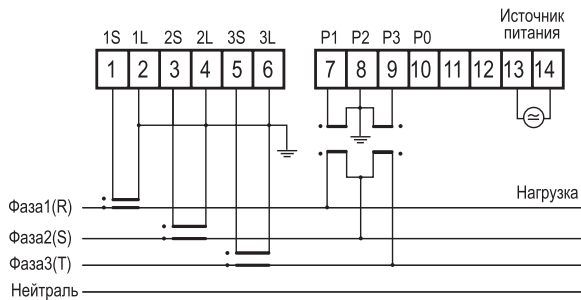 Источник
питания
1S 1L 2S 2L 3S 3L P1 P2 P3 P0
1 2 3 4 5 6 7 8 9 10 11 12 13 14
Нагрузка
Фаза1(R)
Фаза2(S)
Фаза3(T)
Нейтраль